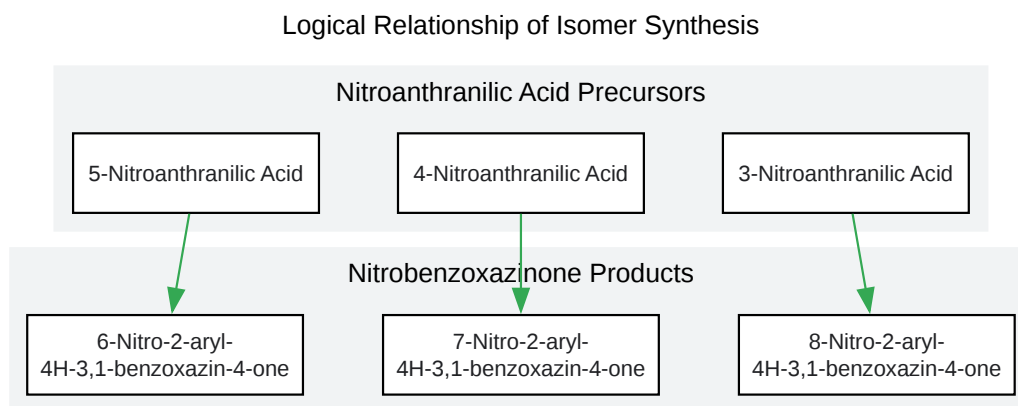 Logical Relationship of Isomer Synthesis
Nitroanthranilic Acid Precursors
5-Nitroanthranilic Acid
4-Nitroanthranilic Acid
3-Nitroanthranilic Acid
Nitrobenzoxazinone Products
6-Nitro-2-aryl-
4H-3,1-benzoxazin-4-one
7-Nitro-2-aryl-
4H-3,1-benzoxazin-4-one
8-Nitro-2-aryl-
4H-3,1-benzoxazin-4-one